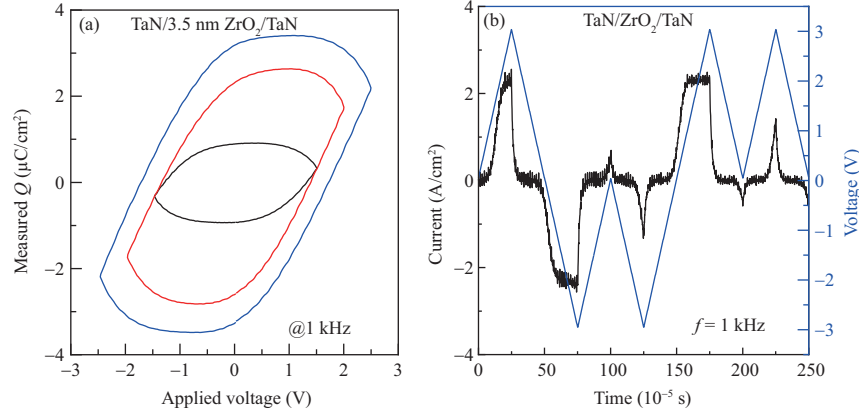 (a) TaN/3.5 nm ZrO₂/TaN
4
2
0
−2
−4
Measured Q (μC/cm²)
@1 kHz
−3 −2 −1 0 1 2 3
Applied voltage (V)
(b) TaN/ZrO₂/TaN
4
2
0
−2
−4
Current (A/cm²)
3
2
1
0
−1
−2
−3
Voltage (V)
f = 1 kHz
0 50 100 150 200 250
Time (10⁻⁵ s)